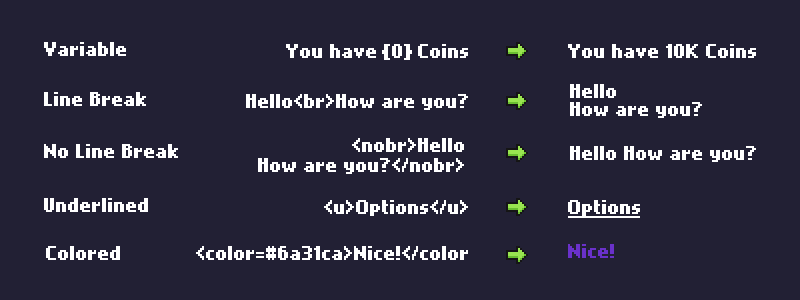 Variable You have {0} Coins You have 10K Coins
Line Break Hello<br>How are you? Hello
How are you?
No Line Break <nobr>Hello
How are you?</nobr> Hello How are you?
Underlined <u>Options</u> Options
Colored <color=#6a31ca>Nice!</color Nice!